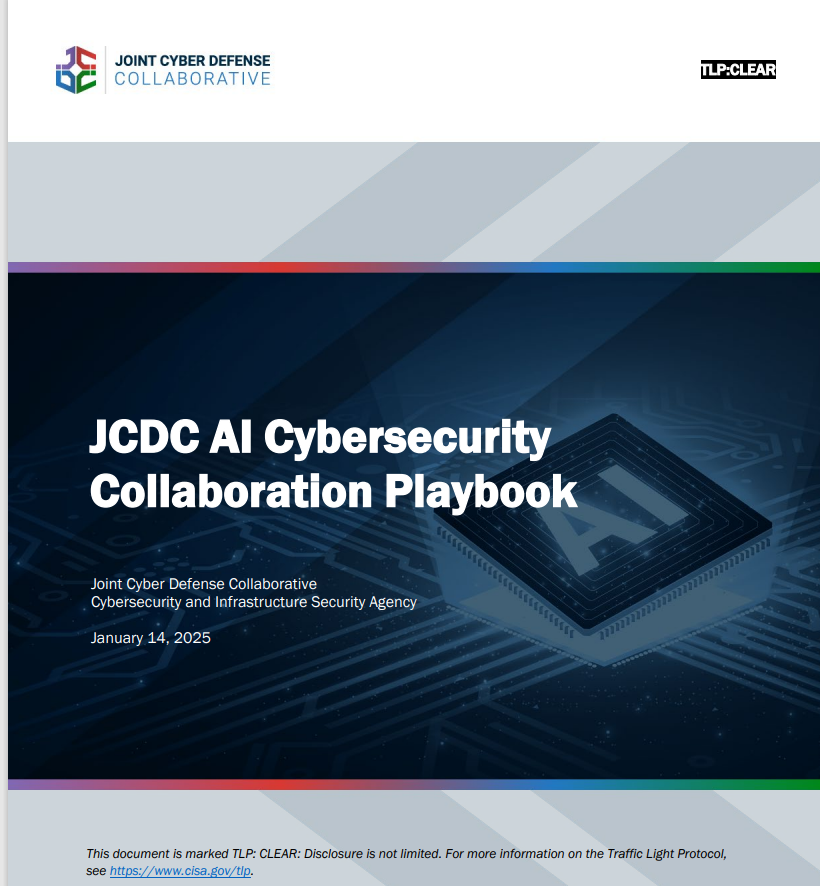 JOINT CYBER DEFENSE
COLLABORATIVE
TLP:CLEAR
JCDC AI Cybersecurity
Collaboration Playbook
AI
Joint Cyber Defense Collaborative
Cybersecurity and Infrastructure Security Agency
January 14, 2025
This document is marked TLP: CLEAR: Disclosure is not limited. For more information on the Traffic Light Protocol,
see https://www.cisa.gov/tlp.